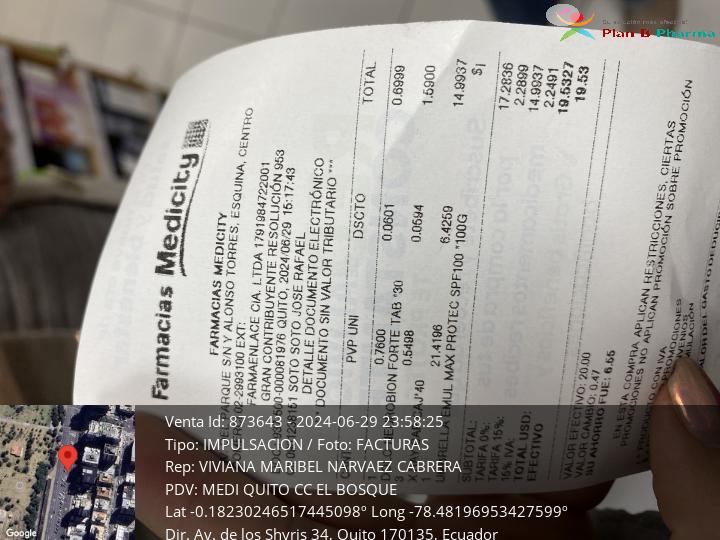 Plan B Pharma
Farmacias Medicity
FARMACIAS MEDICITY
PARQUE S/N Y ALONSO TORRES, ESQUINA, CENTRO
02-2993100 EXT:
FARMAENLACE CIA. LTDA 1791984722001
GRAN CONTRIBUYENTE RESOLUCIÓN 953
QUITO, 2024/06/29 15:17:43
SOTO SOTO JOSE RAFAEL
DETALLE DOCUMENTO ELECTRÓNICO
* DOCUMENTO SIN VALOR TRIBUTARIO ***
PVP UNI DSCTO TOTAL
FORTE TAB *30
0.7600 0.0601 0.6999
0.5498 0.0594 1.5900
EMUL MAX PROTEC SPF100 *100G
21.4196 6.4259 14.9937
$|
SUBTOTAL: 17.2836
TARIFA 0%: 2.2899
TARIFA 15%: 14.9937
15% IVA: 2.2491
TOTAL USD: 19.5327
EFECTIVO 19.53
VALOR EFECTIVO: 20.00
VALOR CAMBIO: 0.47
SU AHORRO FUE: 6.55
EN ESTA COMPRA APLICAN RESTRICCIONES, CIERTAS
PROMOCIONES NO APLICAN PROMOCIÓN SOBRE PROMOCIÓN
PRODUCTO CON IVA
PROMOCIONES
Venta Id: 873643 - 2024-06-29 23:58:25
Tipo: IMPULSACION / Foto: FACTURAS
Rep: VIVIANA MARIBEL NARVAEZ CABRERA
PDV: MEDI QUITO CC EL BOSQUE
Lat -0.18230246517445098° Long -78.48196953427599°
Dir. Av. de los Shyris 34, Quito 170135, Ecuador
Google